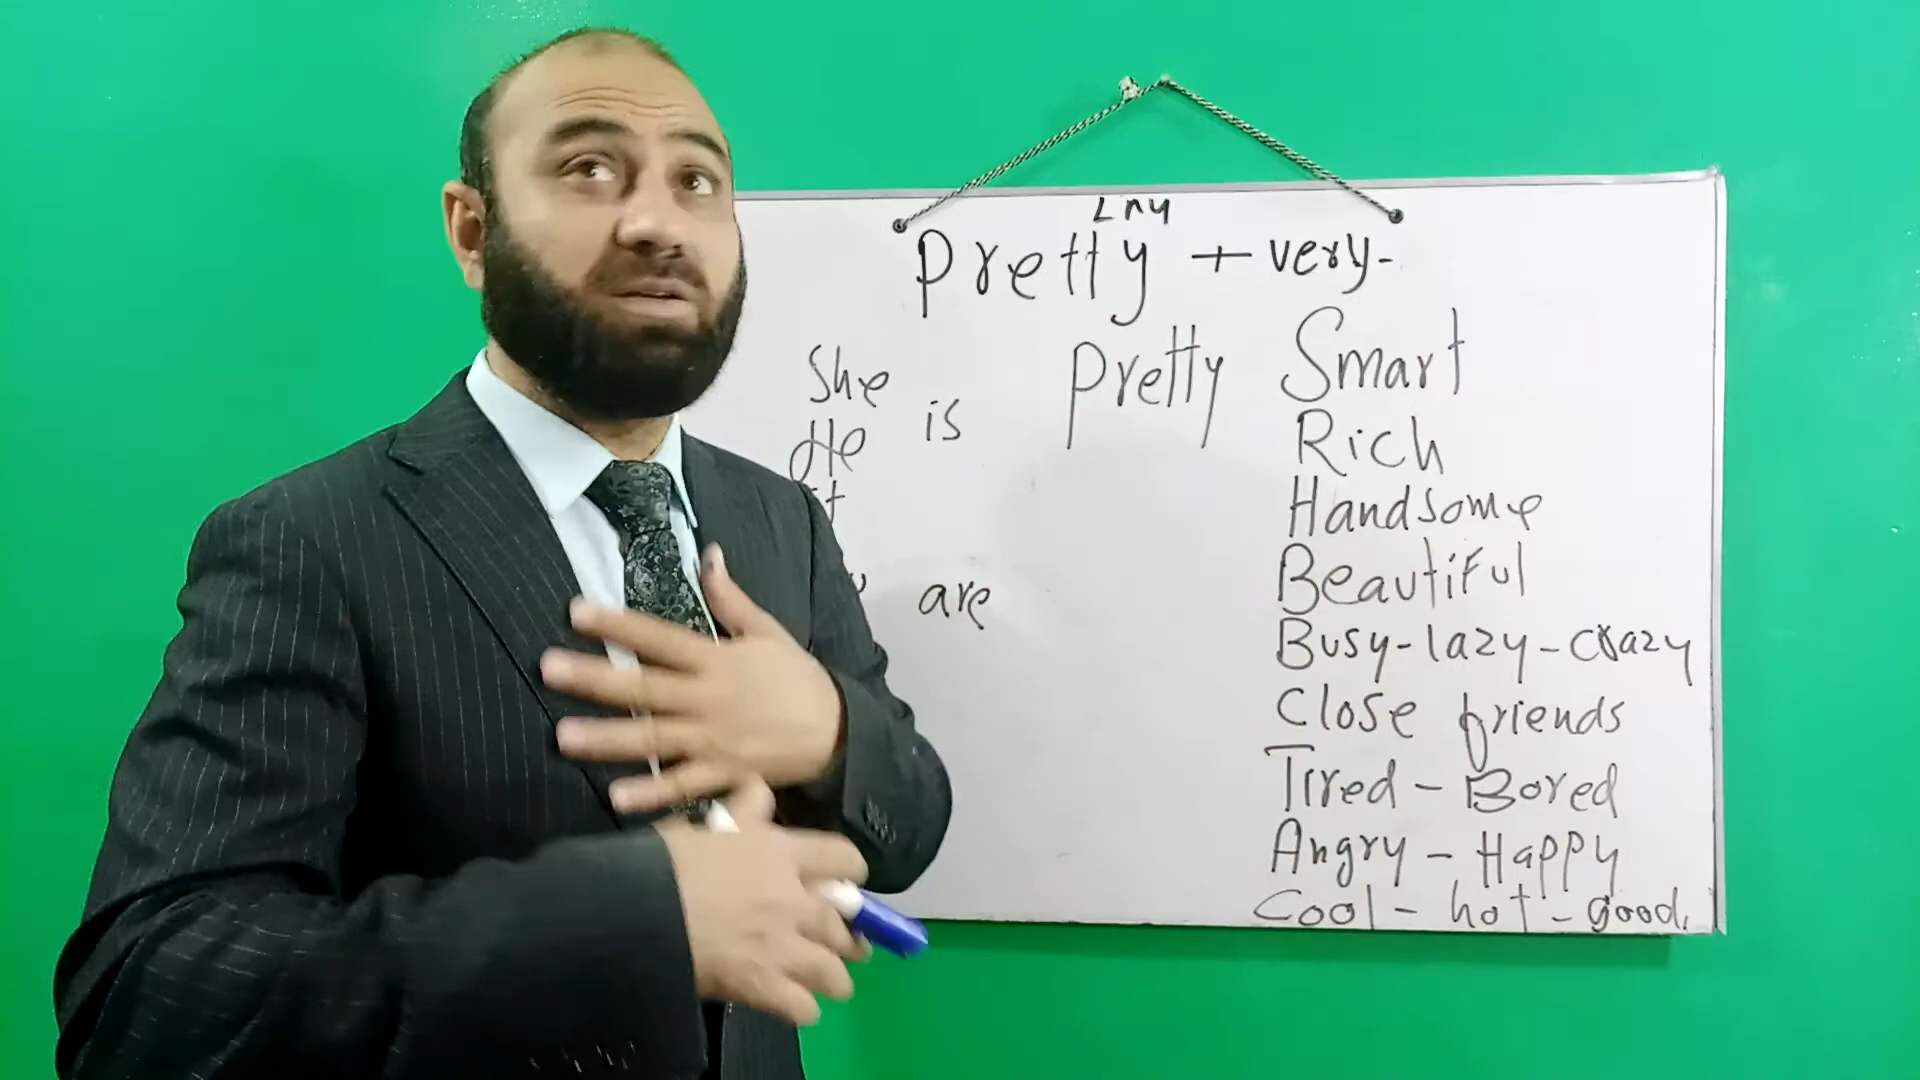 Pretty + very-
She
He is Pretty Smart
Rich
Handsome
Beautiful
are
Busy-lazy-crazy
Close friends
Tired - Bored
Angry - Happy
Cool - hot - good.